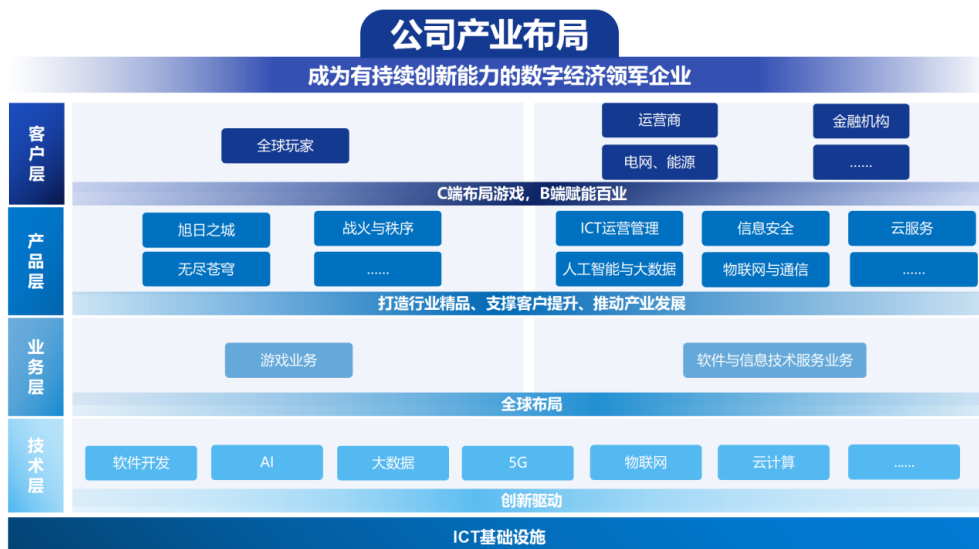 公司产业布局
成为有持续创新能力的数字经济领军企业
客户层
全球玩家
运营商
金融机构
电网、能源
......
C端布局游戏，B端赋能百业
产品层
旭日之城
战火与秩序
ICT运营管理
信息安全
云服务
无尽苍穹
......
人工智能与大数据
物联网与通信
......
打造行业精品、支撑客户提升、推动产业发展
业务层
游戏业务
软件与信息技术服务业务
全球布局
技术层
软件开发
AI
大数据
5G
物联网
云计算
......
创新驱动
ICT基础设施